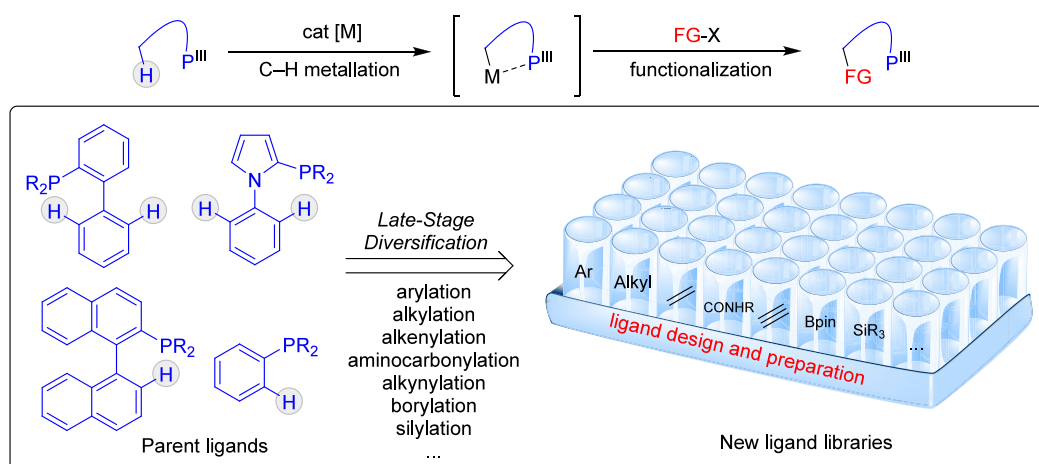 cat [M]
C–H metallation
FG-X
functionalization
H
P^III
M
P^III
FG
P^III
R2P
H
H
N
PR2
H
H
PR2
H
PR2
H
Parent ligands
Late-Stage
Diversification
arylation
alkylation
alkenylation
aminocarbonylation
alkynylation
borylation
silylation
...
Ar
Alkyl
CONHR
Bpin
SiR3
...
ligand design and preparation
New ligand libraries